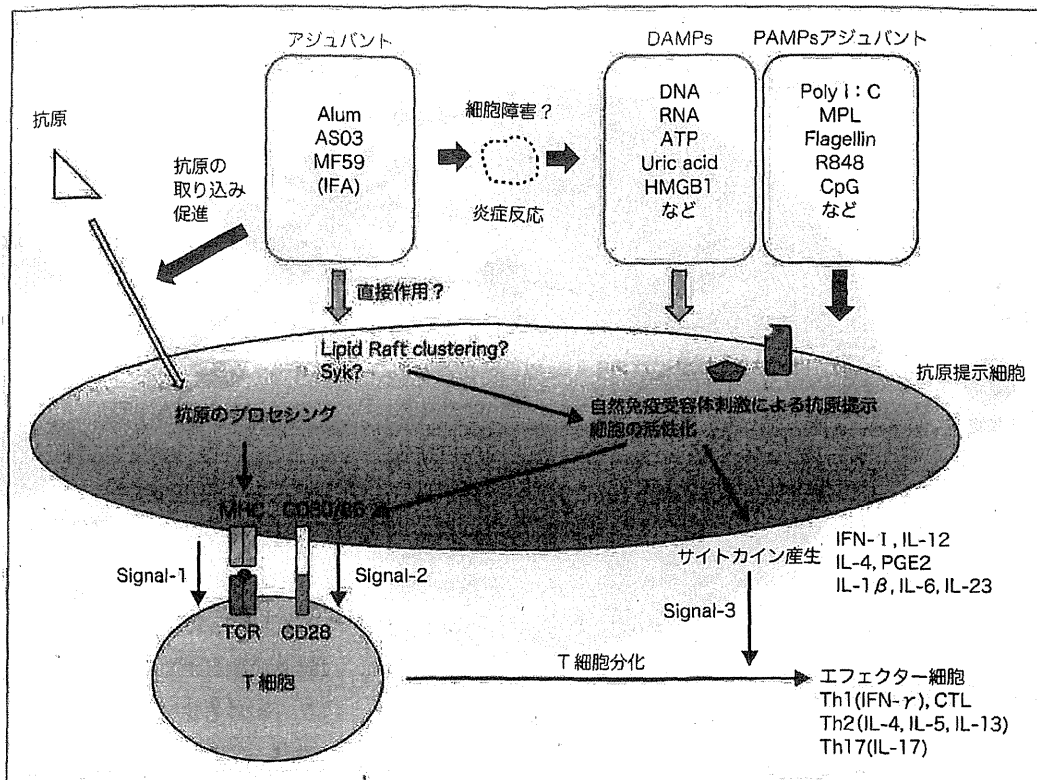 アジュバント
DAMPs
PAMPsアジュバント
抗原
Alum
AS03
MF59
(IFA)
細胞障害?
炎症反応
DNA
RNA
ATP
Uric acid
HMGB1
など
Poly I:C
MPL
Flagellin
R848
CpG
など
抗原の
取り込み
促進
直接作用?
Lipid Raft clustering?
Syk?
抗原提示細胞
抗原のプロセシング
自然免疫受容体刺激による抗原提示
細胞の活性化
MHC CD80/86
Signal-1
Signal-2
サイトカイン産生
IFN-I, IL-12
IL-4, PGE2
IL-1β, IL-6, IL-23
Signal-3
TCR CD28
T細胞
T細胞分化
エフェクター細胞
Th1(IFN-γ), CTL
Th2(IL-4, IL-5, IL-13)
Th17(IL-17)